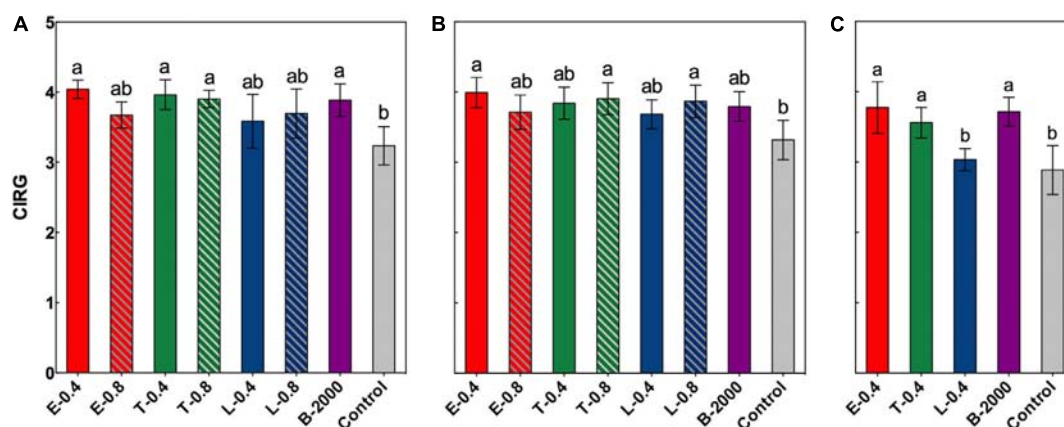 A
B
C
CIRG
5
4
3
2
1
0
a ab a a ab ab a b
a ab ab a ab a ab b
a a b a b
E-0.4 E-0.8 T-0.4 T-0.8 L-0.4 L-0.8 B-2000 Control
E-0.4 E-0.8 T-0.4 T-0.8 L-0.4 L-0.8 B-2000 Control
E-0.4 T-0.4 L-0.4 B-2000 Control